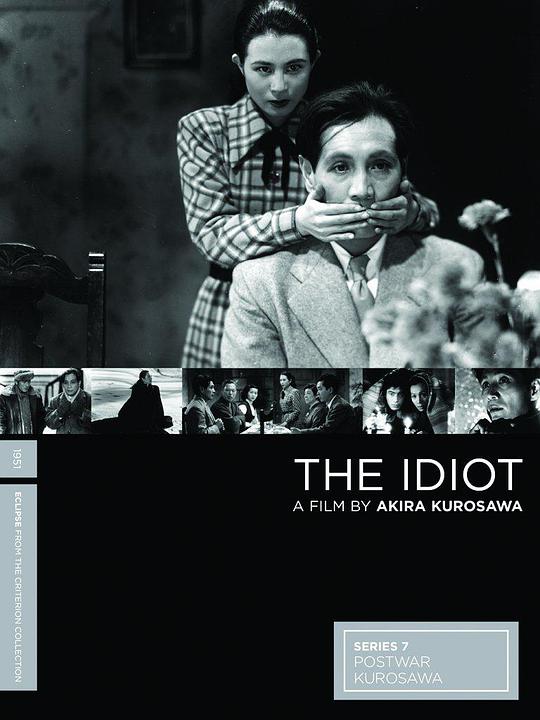 1951
ECLIPSE FROM THE CRITERION COLLECTION
THE IDIOT
A FILM BY AKIRA KUROSAWA
SERIES 7
POSTWAR
KUROSAWA